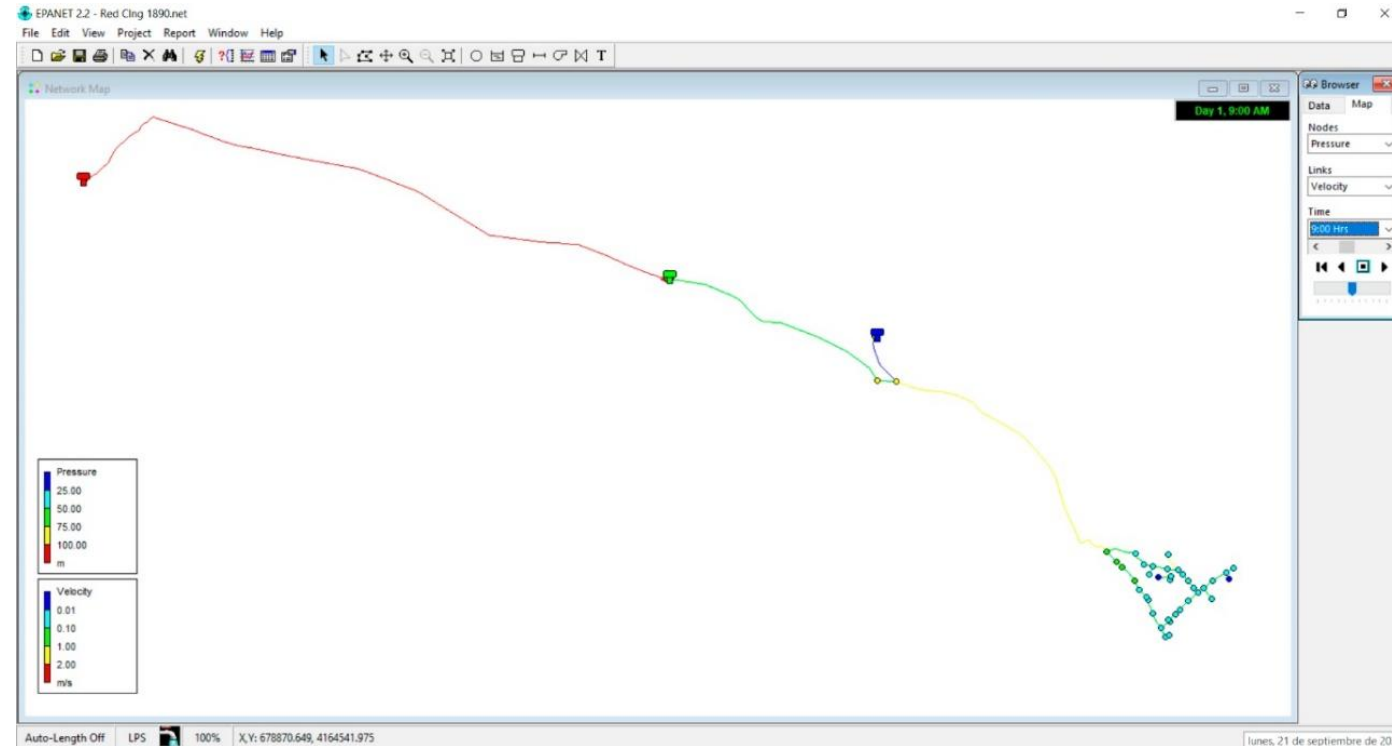 EPANET 2.2 - Red CIng 1890.net
File Edit View Project Report Window Help
T
Network Map
Day 1, 9:00 AM
Browser
Data Map
Nodes
Pressure
Links
Velocity
Time
9:00 Hrs
Pressure
25.00
50.00
75.00
100.00
m
Velocity
0.01
0.10
1.00
2.00
m/s
Auto-Length Off LPS 100% X,Y: 678870.649, 4164541.975
lunes, 21 de septiembre de 20